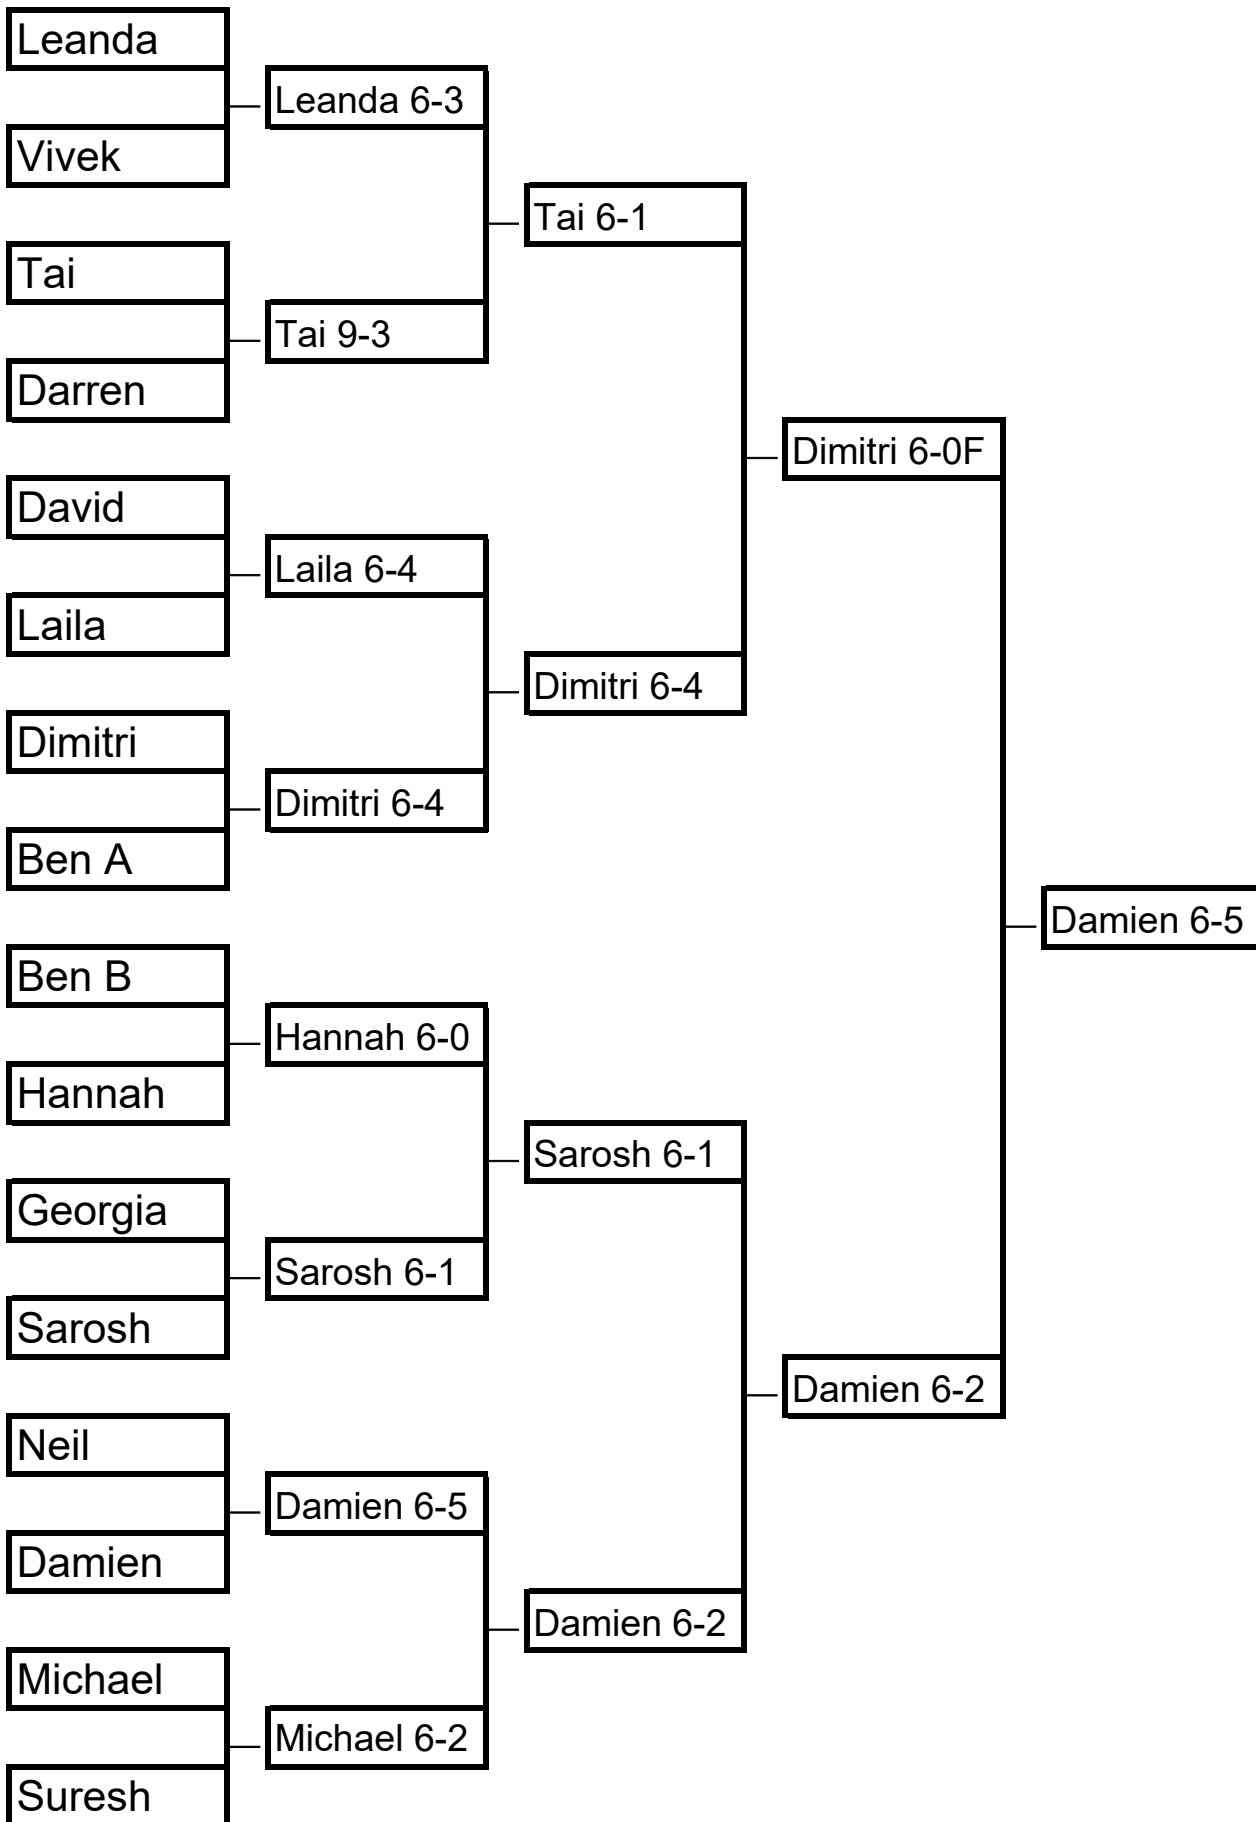 Leanda
Leanda 6-3
Vivek
Tai 6-1
Tai
Tai 9-3
Darren
Dimitri 6-0F
David
Laila 6-4
Laila
Dimitri 6-4
Dimitri
Dimitri 6-4
Ben A
Damien 6-5
Ben B
Hannah 6-0
Hannah
Sarosh 6-1
Georgia
Sarosh 6-1
Sarosh
Damien 6-2
Neil
Damien 6-5
Damien
Damien 6-2
Michael
Michael 6-2
Suresh